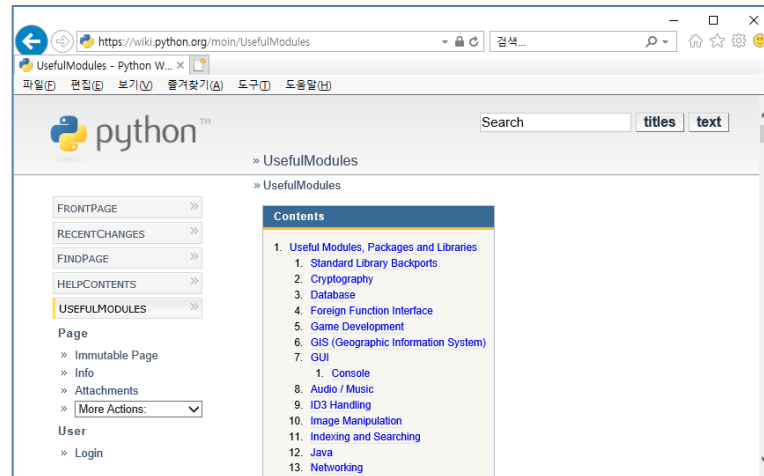 https://wiki.python.org/moin/UsefulModules
검색...
UsefulModules - Python W...
파일(F) 편집(E) 보기(V) 즐겨찾기(A) 도구(T) 도움말(H)
python™
Search titles text
» UsefulModules
» UsefulModules
FRONTPAGE
RECENTCHANGES
FINDPAGE
HELPCONTENTS
USEFULMODULES
Page
» Immutable Page
» Info
» Attachments
» More Actions:
User
» Login
Contents
1. Useful Modules, Packages and Libraries
1. Standard Library Backports
2. Cryptography
3. Database
4. Foreign Function Interface
5. Game Development
6. GIS (Geographic Information System)
7. GUI
1. Console
8. Audio / Music
9. ID3 Handling
10. Image Manipulation
11. Indexing and Searching
12. Java
13. Networking